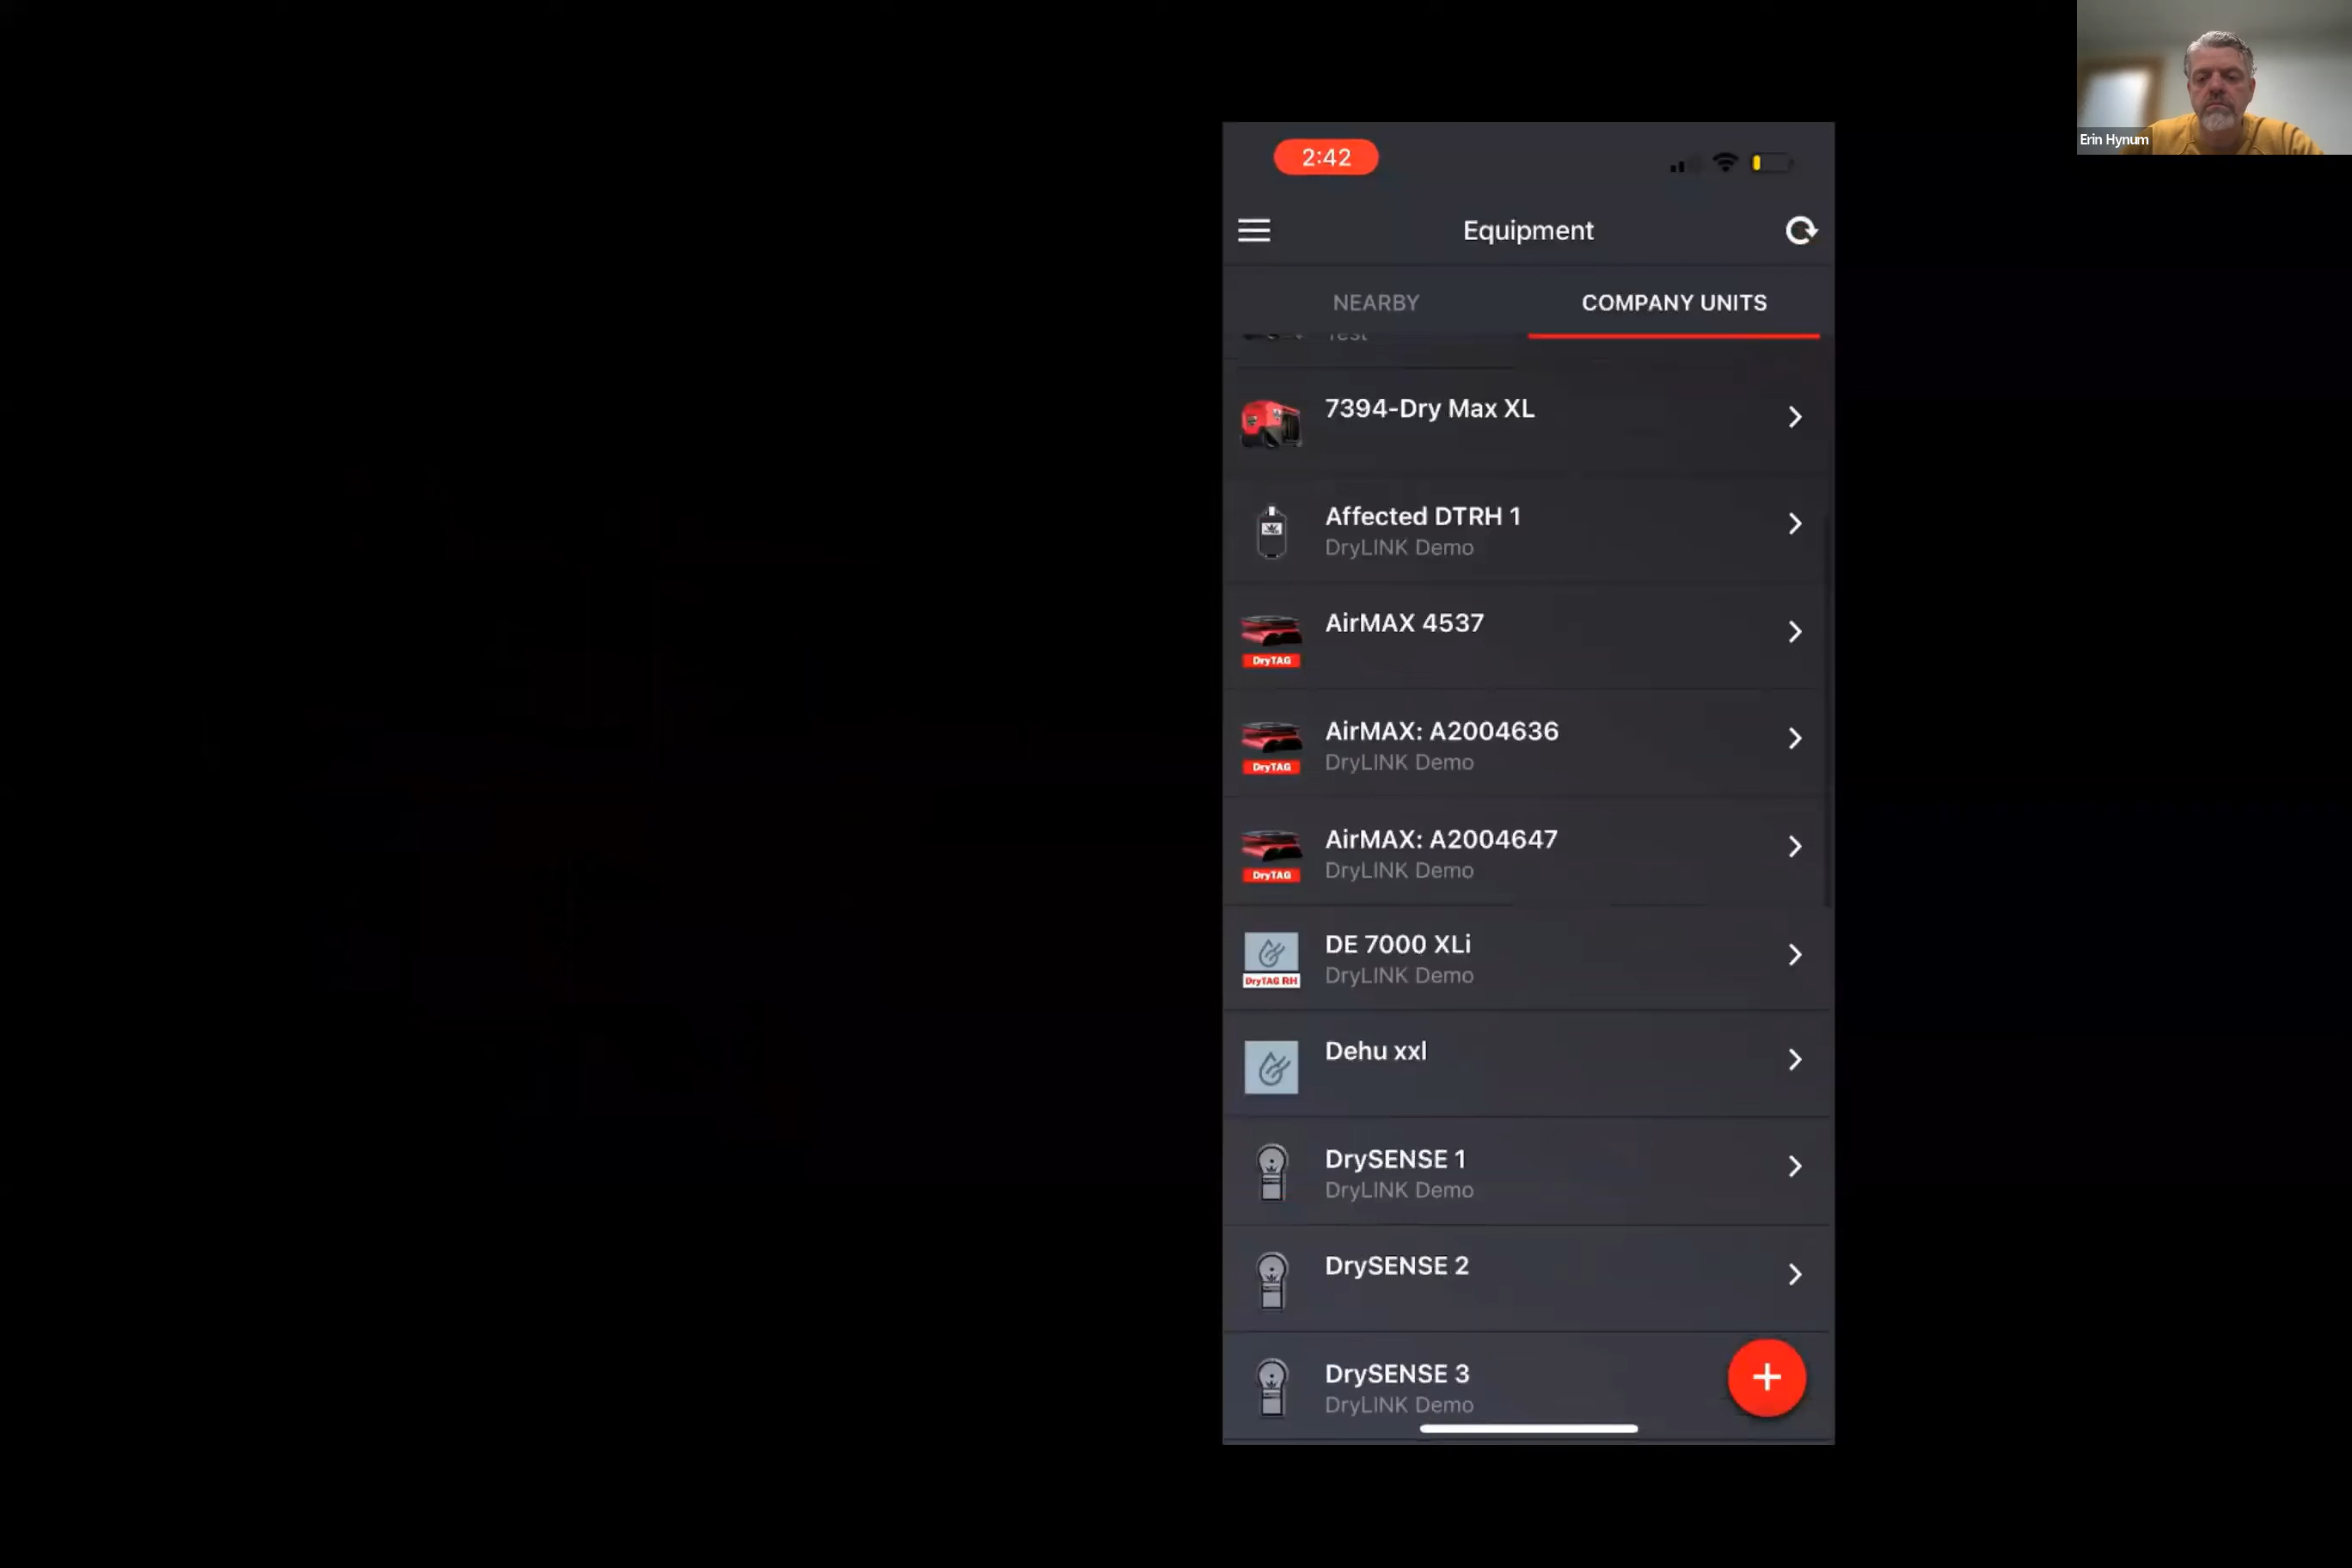 Erin Hynum
2:42
Equipment
NEARBY
COMPANY UNITS
Test
7394-Dry Max XL
Affected DTRH 1
DryLINK Demo
AirMAX 4537
DryTAG
AirMAX: A2004636
DryLINK Demo
DryTAG
AirMAX: A2004647
DryLINK Demo
DryTAG
DE 7000 XLi
DryLINK Demo
DryTAG RH
Dehu xxl
DrySENSE 1
DryLINK Demo
DrySENSE 2
DrySENSE 3
DryLINK Demo